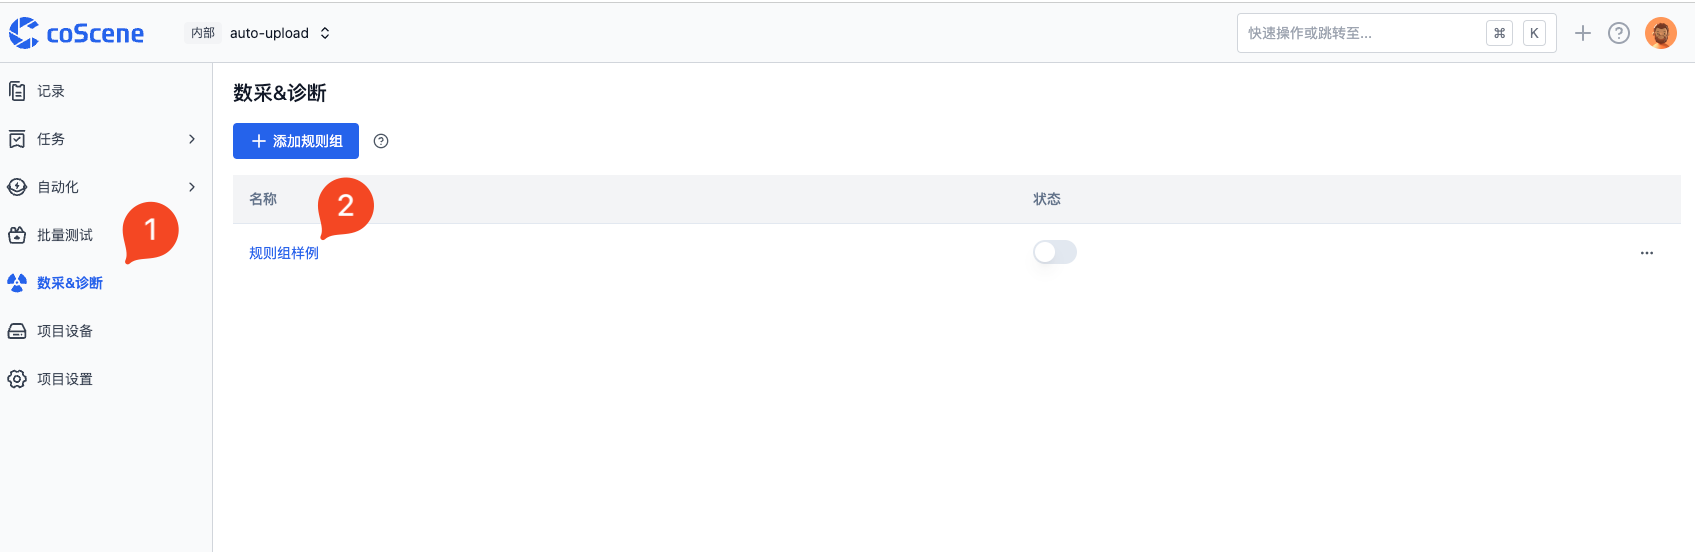 coScene
内部 auto-upload
快速操作或跳转至... ⌘ K
记录
任务
自动化
批量测试
数采&诊断
项目设备
项目设置
1
数采&诊断
添加规则组
名称
状态
2
规则组样例